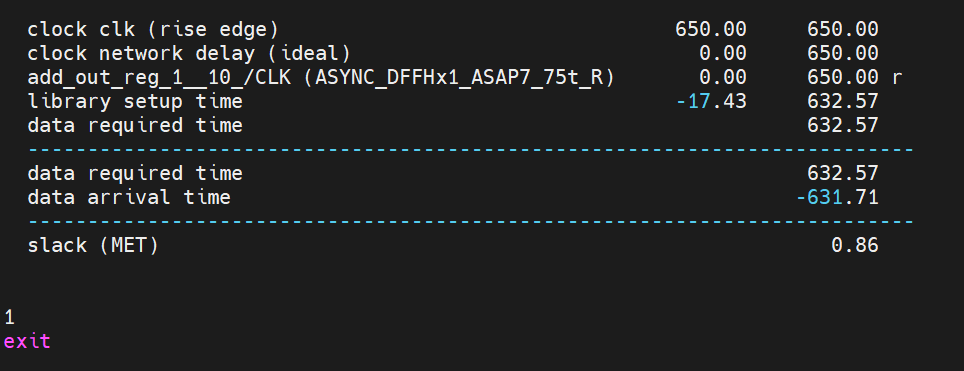 clock clk (rise edge) 650.00 650.00
clock network delay (ideal) 0.00 650.00
add_out_reg_1__10_/CLK (ASYNC_DFFHx1_ASAP7_75t_R) 0.00 650.00 r
library setup time -17.43 632.57
data required time 632.57
--------------------------------------------------------------------------
data required time 632.57
data arrival time -631.71
--------------------------------------------------------------------------
slack (MET) 0.86
1
exit